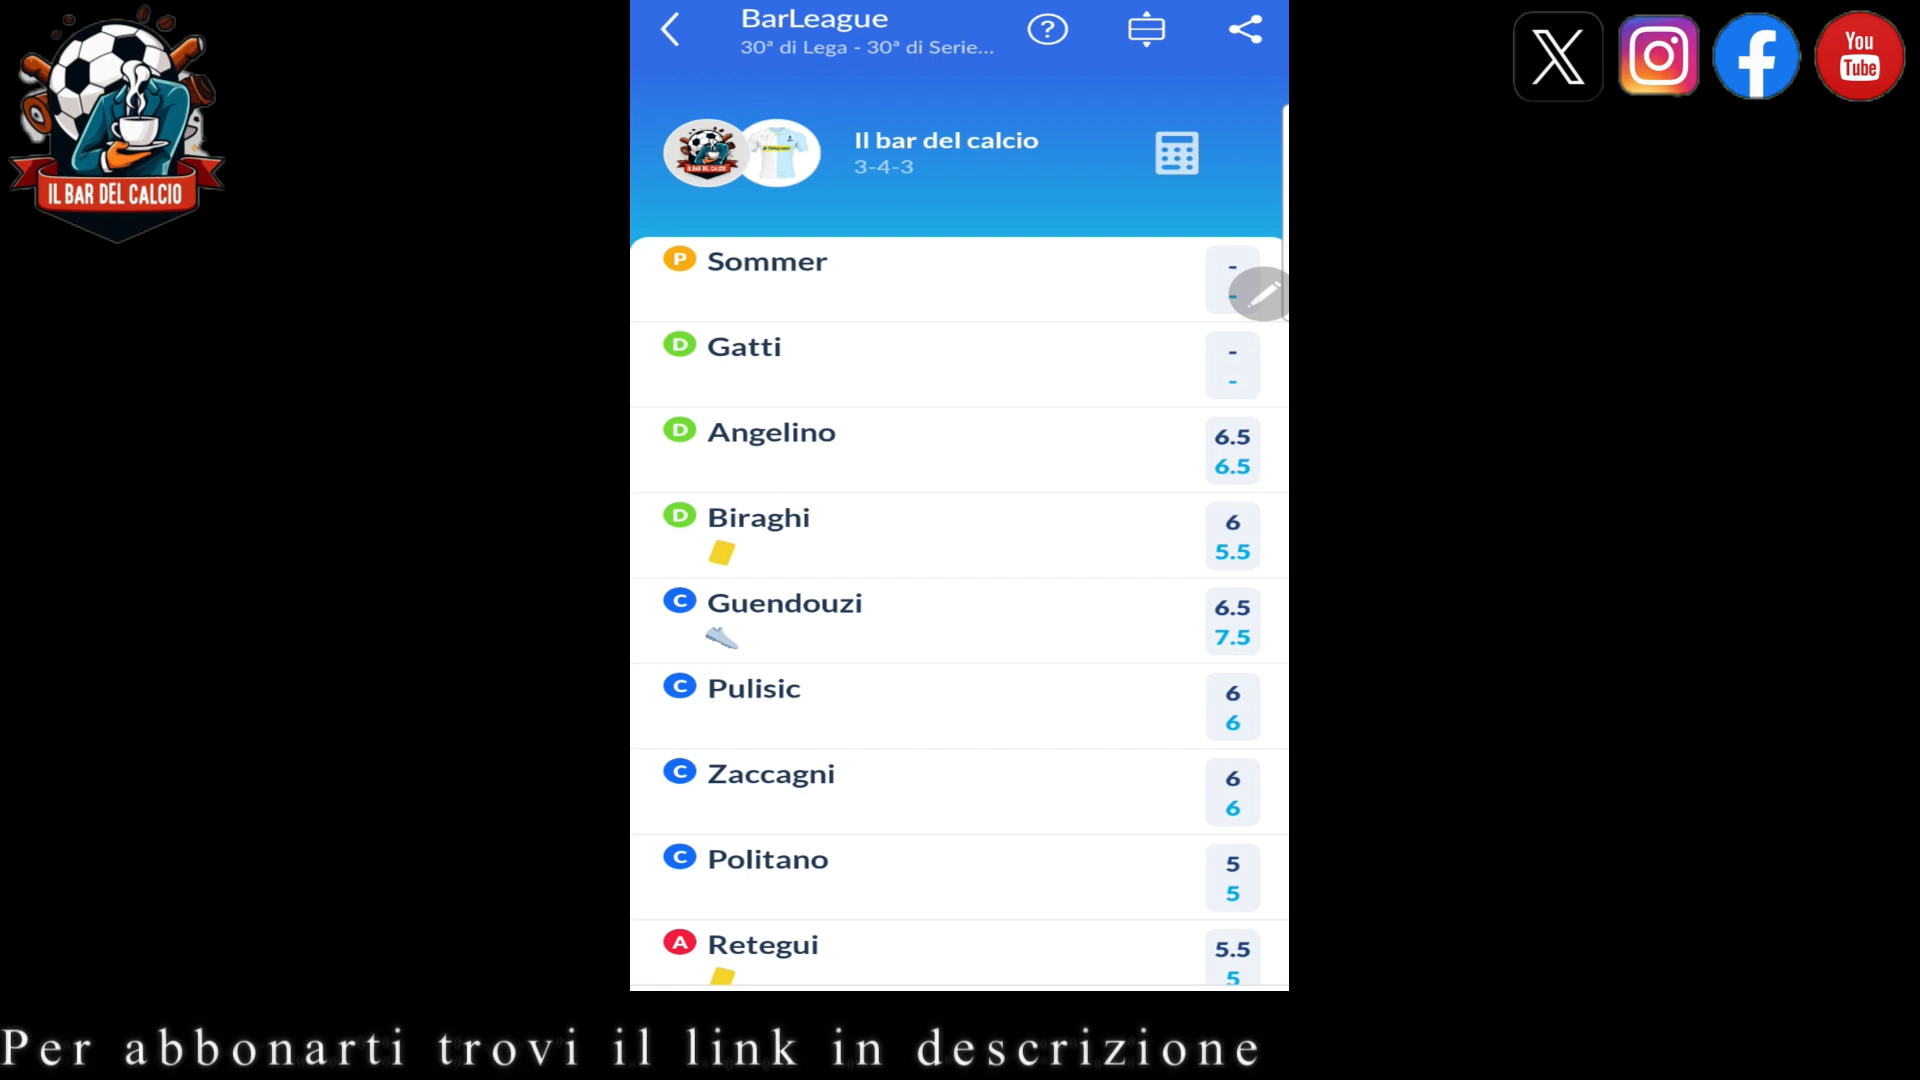 IL BAR DEL CALCIO
BarLeague
30ª di Lega - 30ª di Serie...
?
You
Tube
Il bar del calcio
3-4-3
P Sommer
-
-
D Gatti
-
-
D Angelino
6.5
6.5
D Biraghi
6
5.5
C Guendouzi
6.5
7.5
C Pulisic
6
6
C Zaccagni
6
6
C Politano
5
5
A Retegui
5.5
5
Per abbonarti trovi il link in descrizione